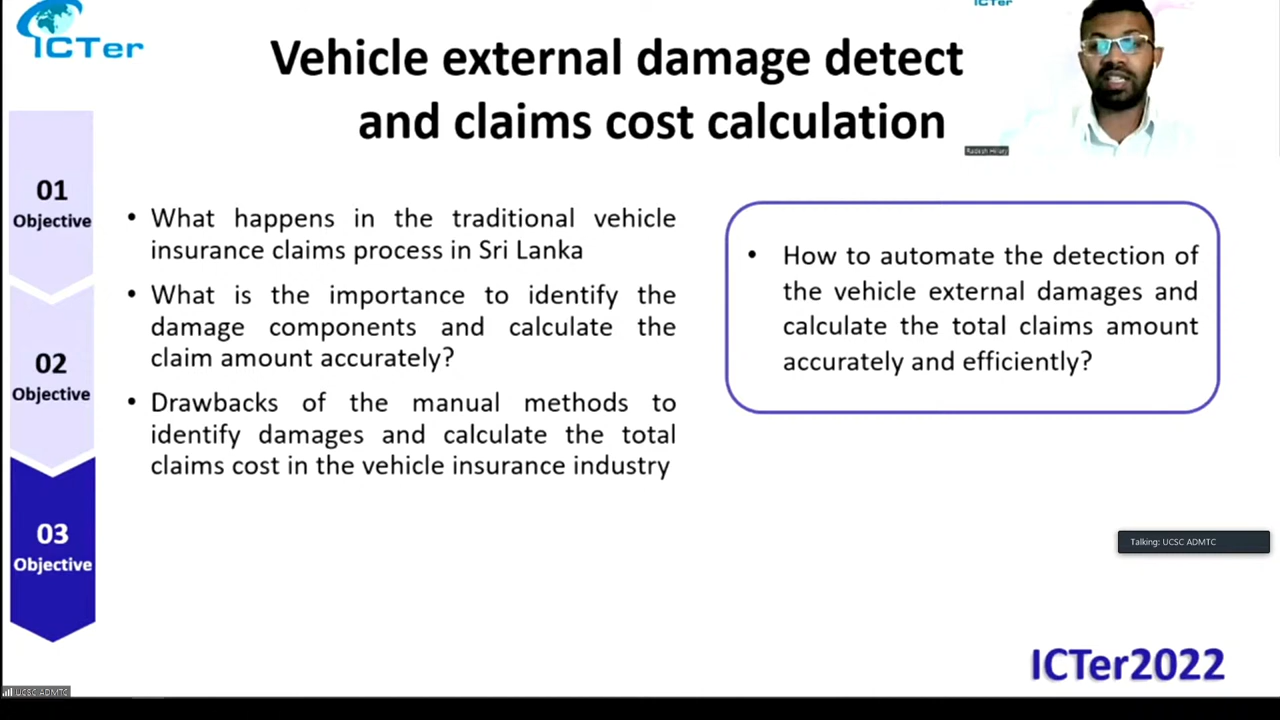 ICTer
ICTer
Vehicle external damage detect
and claims cost calculation
01
Objective
• What happens in the traditional vehicle
insurance claims process in Sri Lanka
• What is the importance to identify the
damage components and calculate the
claim amount accurately?
• Drawbacks of the manual methods to
identify damages and calculate the total
claims cost in the vehicle insurance industry
02
Objective
03
Objective
• How to automate the detection of
the vehicle external damages and
calculate the total claims amount
accurately and efficiently?
Talking: UCSC ADMTC
ICTer2022
UCSC ADMTC